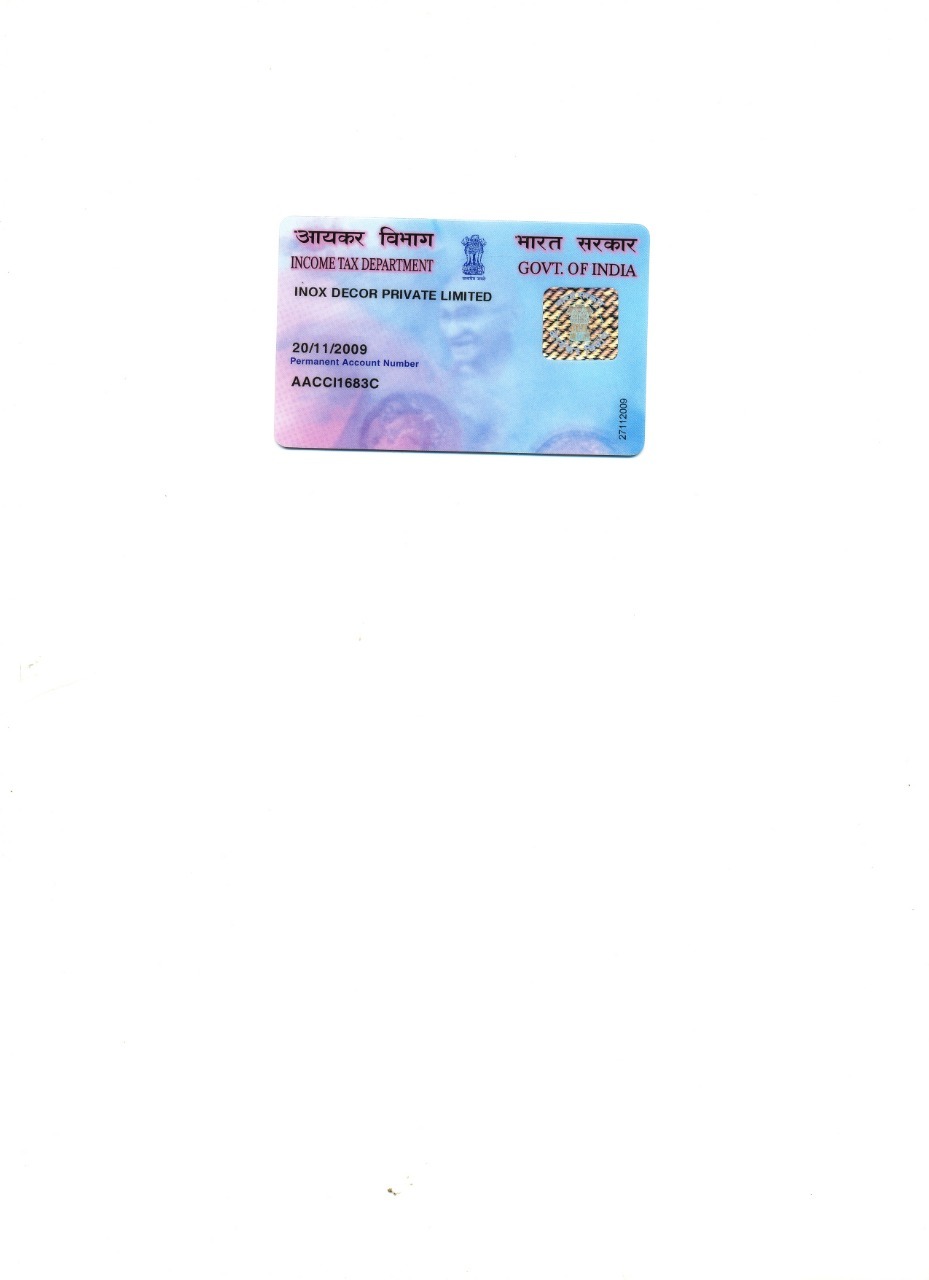 आयकर विभाग
INCOME TAX DEPARTMENT
भारत सरकार
GOVT. OF INDIA
INOX DECOR PRIVATE LIMITED
20/11/2009
Permanent Account Number
AACCI1683C
27112009